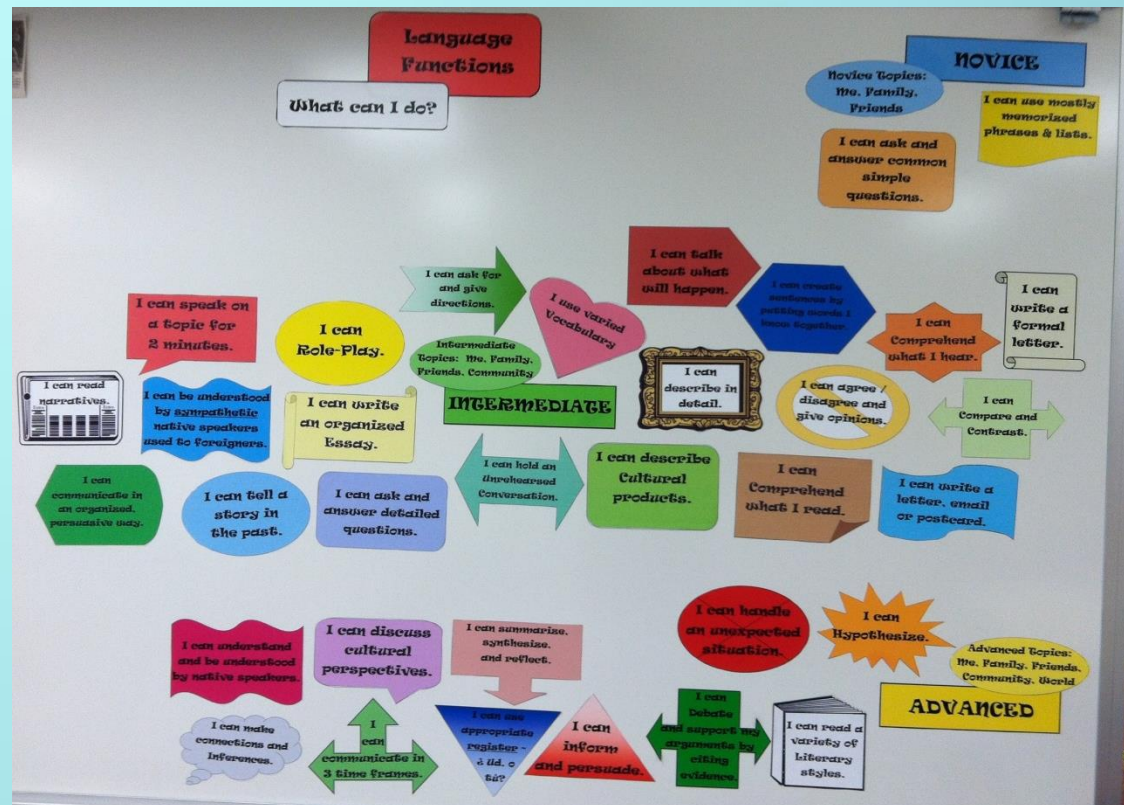 Language
Functions
What can I do?
NOVICE
Novice Topics:
Me, Family,
Friends
I can use mostly
memorized
phrases & lists.
I can ask and
answer common
simple
questions.
I can ask for
and give
directions.
I use varied
Vocabulary
I can talk
about what
will happen.
I can create
sentences by
putting words I
know together.
I can
Comprehend
what I hear.
I can
write a
formal
letter.
I can speak on
a topic for
2 minutes.
I can
Role-Play.
Intermediate
Topics: Me, Family,
Friends, Community
INTERMEDIATE
I can
describe in
detail.
I can agree /
disagree and
give opinions.
I can
Compare and
Contrast.
I can read
narratives.
I can be understood
by sympathetic
native speakers
used to foreigners.
I can write
an organized
Essay.
I can
communicate in
an organized,
persuasive way.
I can tell a
story in
the past.
I can ask and
answer detailed
questions.
I can hold an
Unrehearsed
Conversation.
I can describe
Cultural
products.
I can
Comprehend
what I read.
I can write a
letter, email
or postcard.
I can understand
and be understood
by native speakers.
I can discuss
cultural
perspectives.
I can summarize,
synthesize,
and reflect.
I can handle
an unexpected
situation.
I can
Hypothesize.
Advanced Topics:
Me, Family, Friends,
Community, World
ADVANCED
I can make
connections and
Inferences.
I
can
communicate in
3 time frames.
I can use
appropriate
register -
¿Ud. o
tú?
I can
inform
and persuade.
I can
Debate
and support my
arguments by
citing
evidence.
I can read a
variety of
Literary
styles.